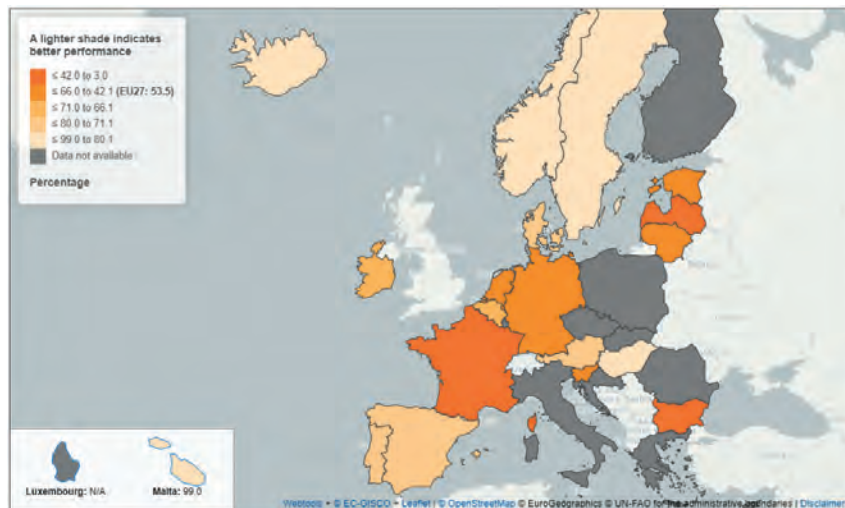 A lighter shade indicates
better performance
≤ 42.0 to 3.0
≤ 66.0 to 42.1 (EU27: 53.5)
≤ 71.0 to 66.1
≤ 80.0 to 71.1
≤ 99.0 to 80.1
Data not available
Percentage
Luxembourg: N/A
Malta: 99.0
Webtools + © EC-GISCO + Leaflet | © OpenStreetMap © EuroGeographics © UN-FAO for the administrative boundaries | Disclaimer